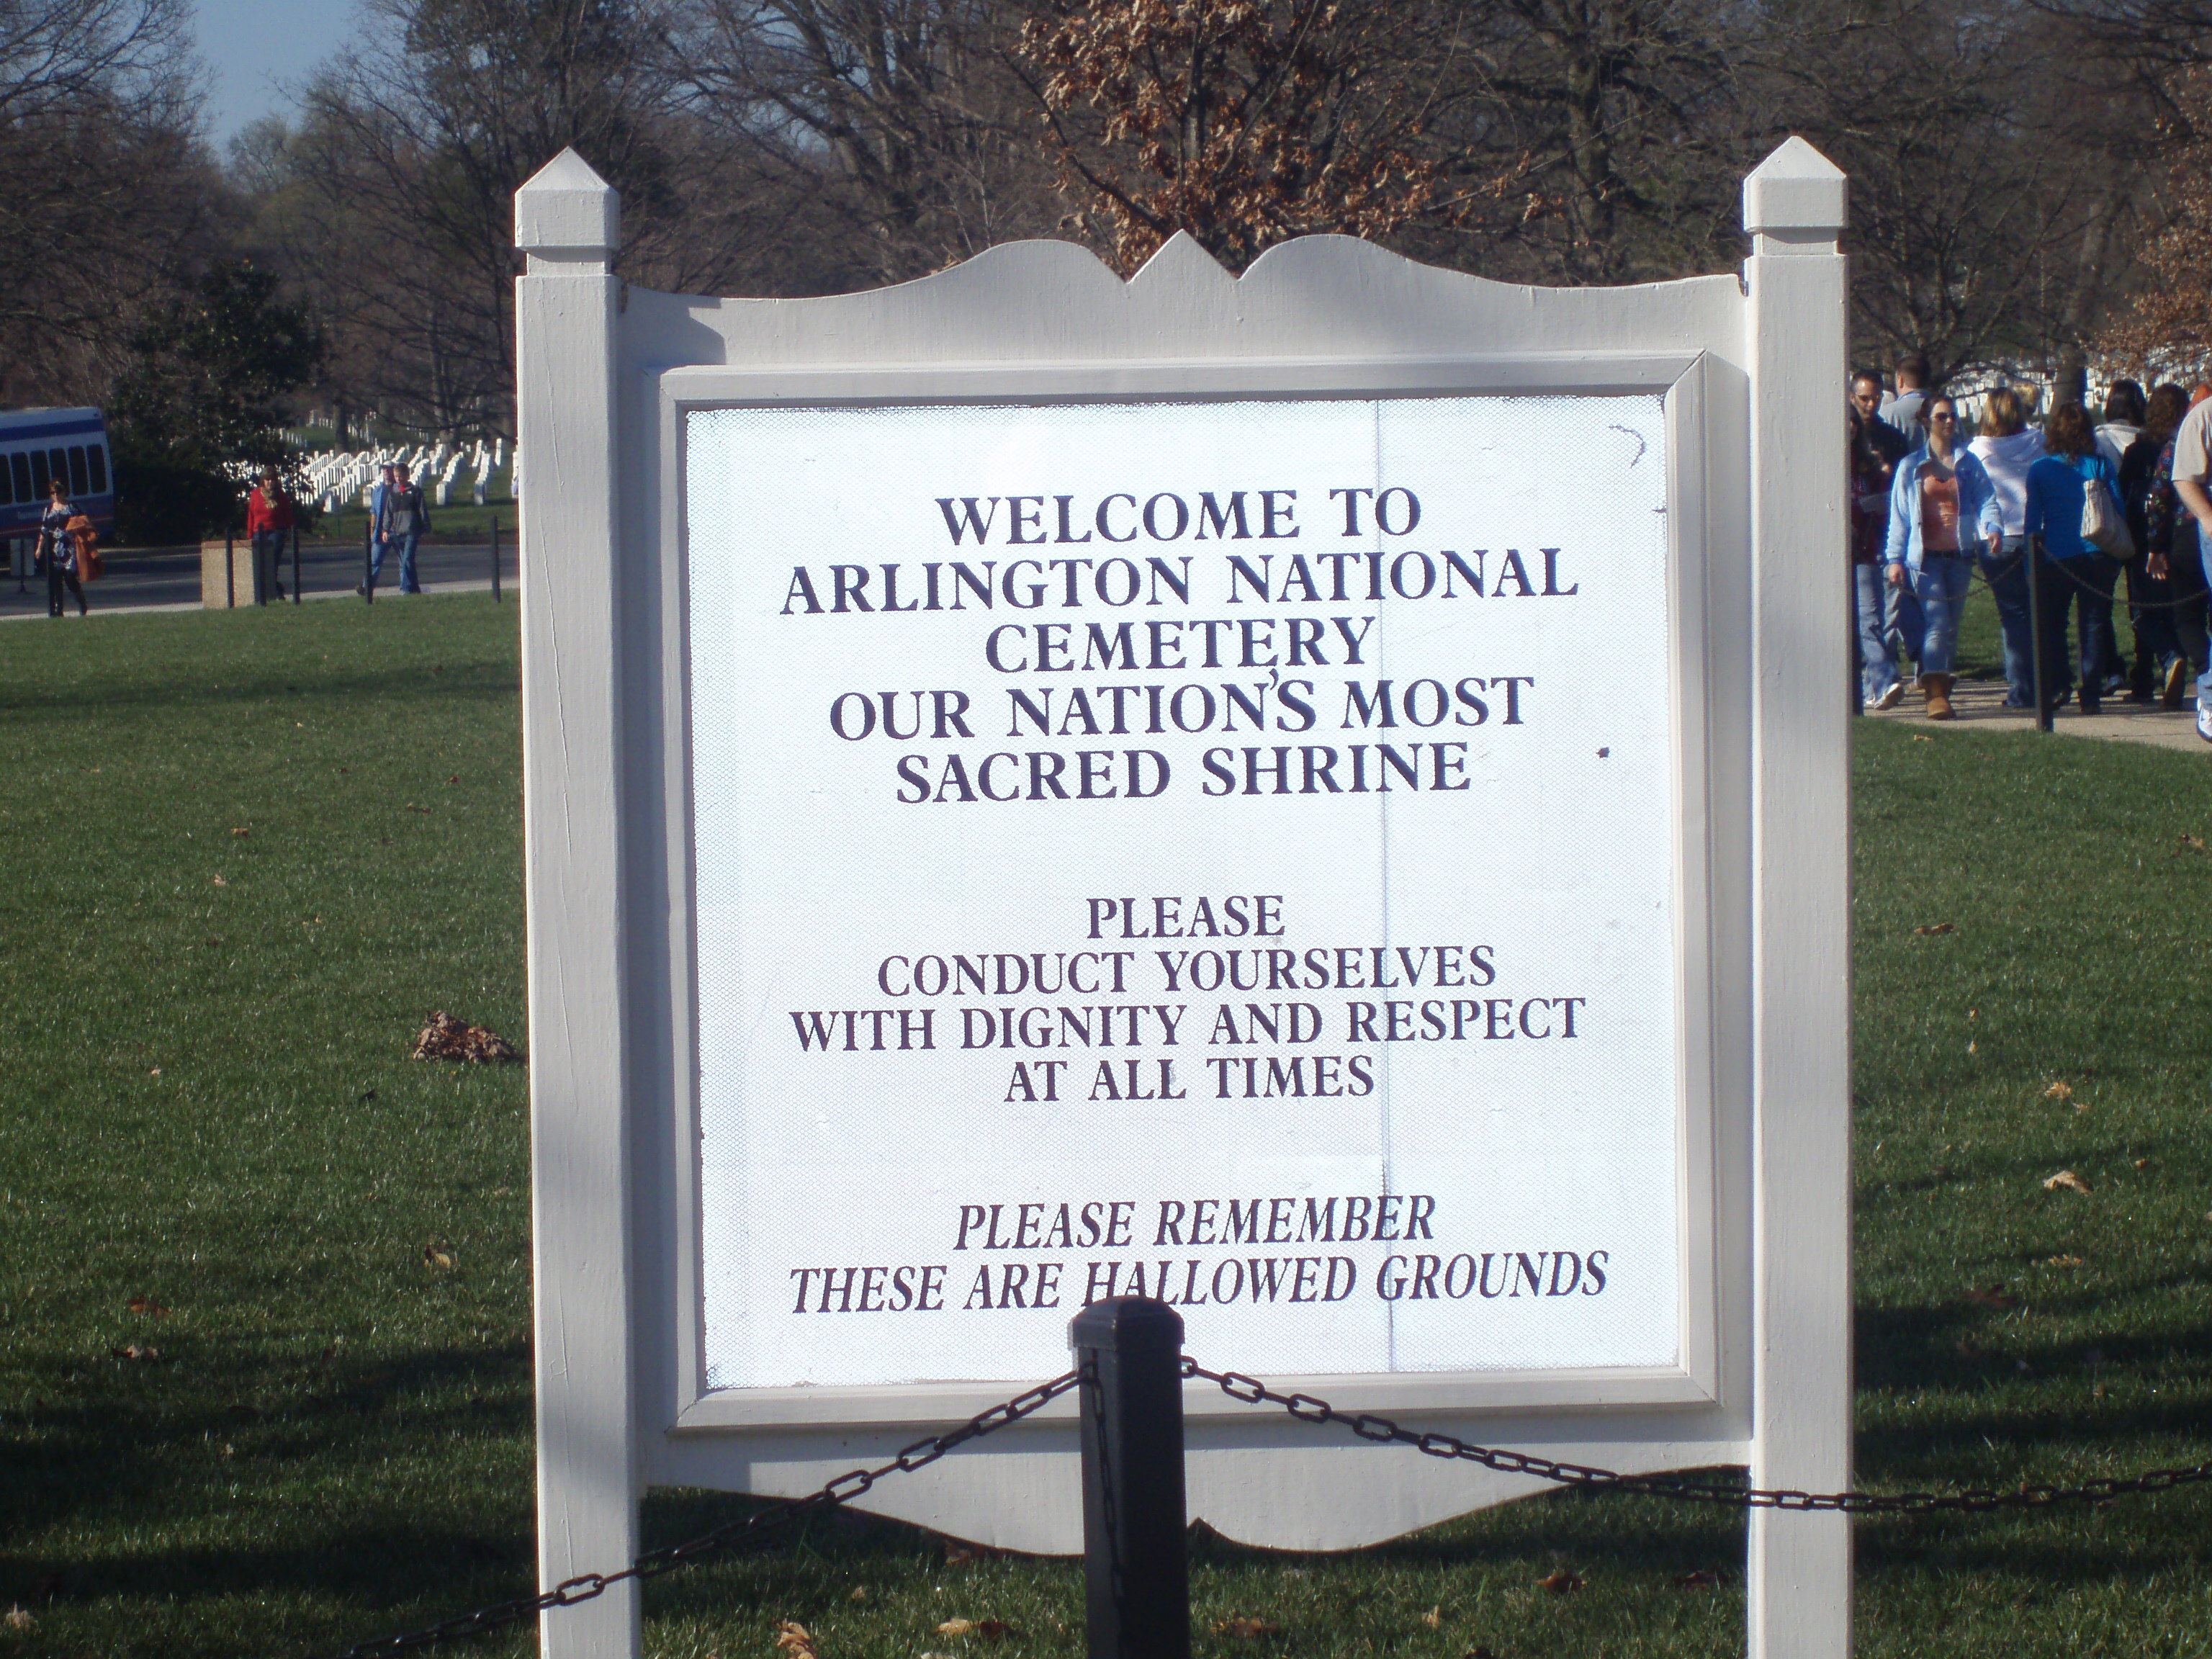 WELCOME TO
ARLINGTON NATIONAL
CEMETERY
OUR NATION'S MOST
SACRED SHRINE
PLEASE
CONDUCT YOURSELVES
WITH DIGNITY AND RESPECT
AT ALL TIMES
PLEASE REMEMBER
THESE ARE HALLOWED GROUNDS